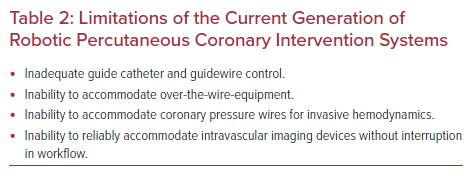 Table 2: Limitations of the Current Generation of
Robotic Percutaneous Coronary Intervention Systems
• Inadequate guide catheter and guidewire control.
• Inability to accommodate over-the-wire-equipment.
• Inability to accommodate coronary pressure wires for invasive hemodynamics.
• Inability to reliably accommodate intravascular imaging devices without interruption
in workflow.